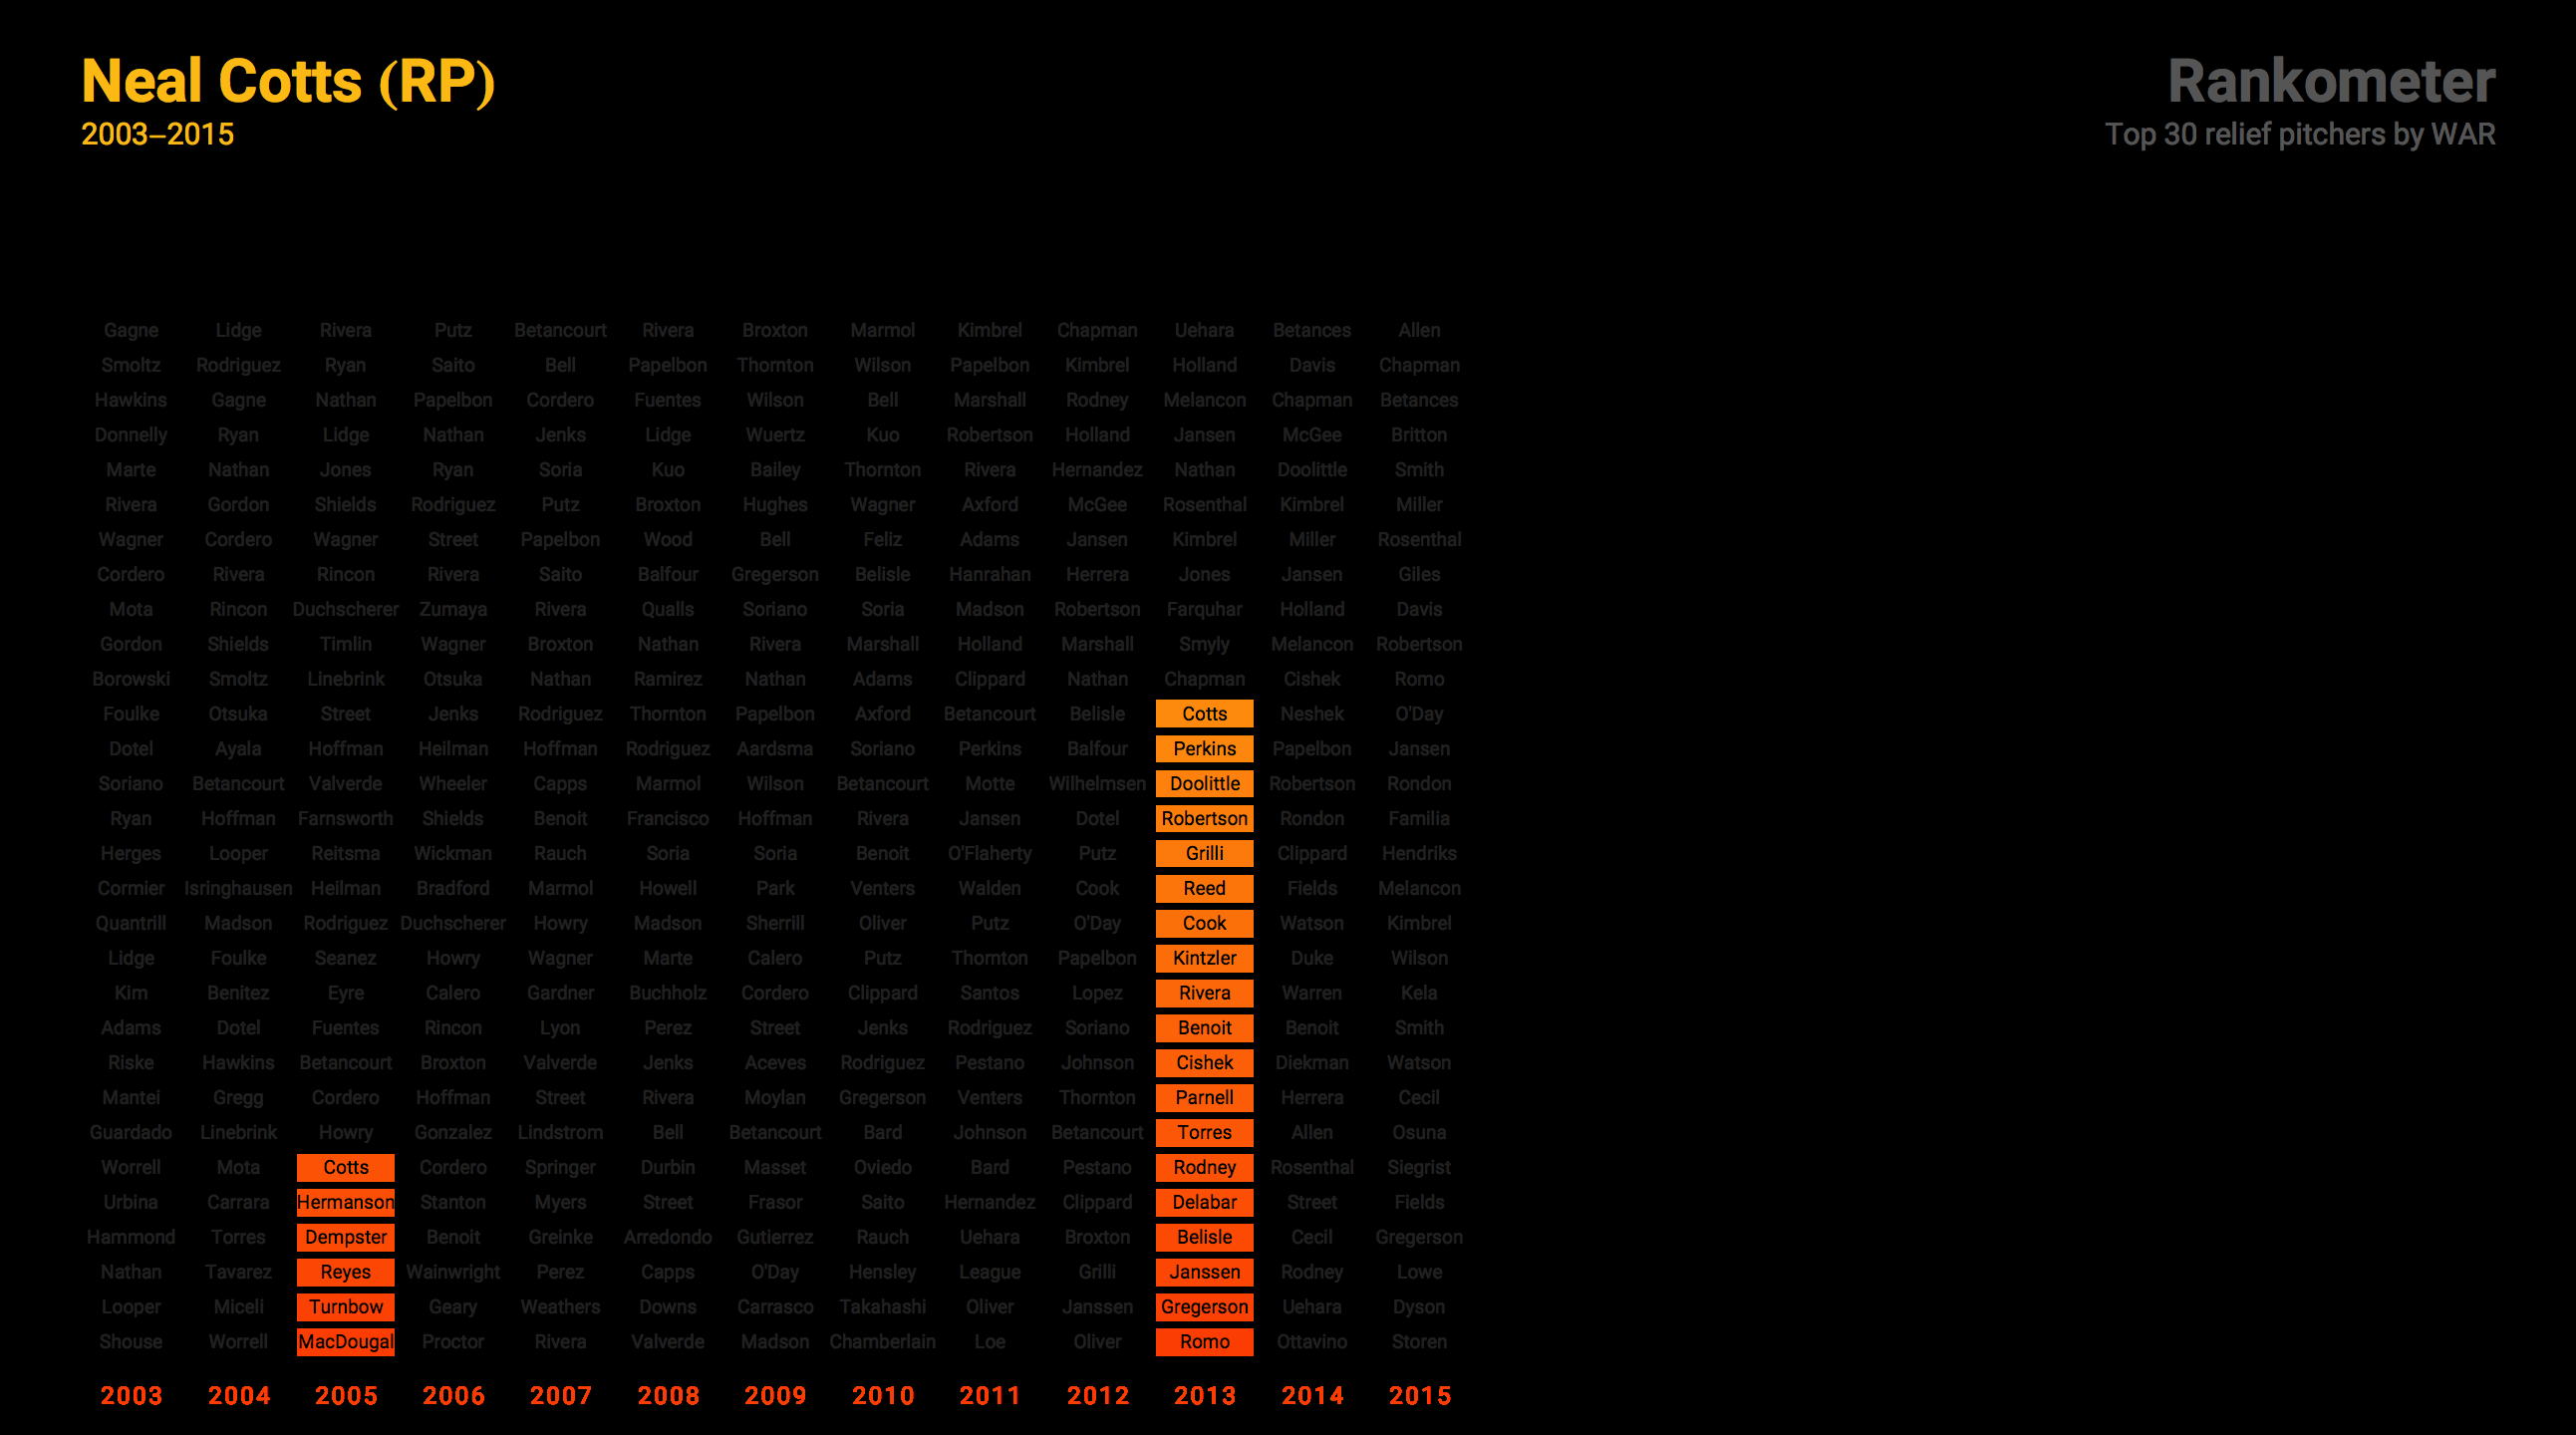 Neal Cotts (RP)
2003–2015
Rankometer
Top 30 relief pitchers by WAR
Gagne Lidge Rivera Putz Betancourt Rivera Broxton Marmol Kimbrel Chapman Uehara Betances Allen
Smoltz Rodriguez Ryan Saito Bell Papelbon Thornton Wilson Papelbon Kimbrel Holland Davis Chapman
Hawkins Gagne Nathan Papelbon Cordero Fuentes Wilson Bell Marshall Rodney Melancon Chapman Betances
Donnelly Ryan Lidge Nathan Jenks Lidge Wuertz Kuo Robertson Holland Jansen McGee Britton
Marte Nathan Jones Ryan Soria Kuo Bailey Thornton Rivera Hernandez Nathan Doolittle Smith
Rivera Gordon Shields Rodriguez Putz Broxton Hughes Wagner Axford McGee Rosenthal Kimbrel Miller
Wagner Cordero Wagner Street Papelbon Wood Bell Feliz Adams Jansen Kimbrel Miller Rosenthal
Cordero Rivera Rincon Rivera Saito Balfour Gregerson Belisle Hanrahan Herrera Jones Jansen Giles
Mota Rincon Duchscherer Zumaya Rivera Qualls Soriano Soria Madson Robertson Farquhar Holland Davis
Gordon Shields Timlin Wagner Broxton Nathan Rivera Marshall Holland Marshall Smyly Melancon Robertson
Borowski Smoltz Linebrink Otsuka Nathan Ramirez Nathan Adams Clippard Nathan Chapman Cishek Romo
Foulke Otsuka Street Jenks Rodriguez Thornton Papelbon Axford Betancourt Belisle Cotts Neshek O'Day
Dotel Ayala Hoffman Heilman Hoffman Rodriguez Aardsma Soriano Perkins Balfour Perkins Papelbon Jansen
Soriano Betancourt Valverde Wheeler Capps Marmol Wilson Betancourt Motte Wilhelmsen Doolittle Robertson Rondon
Ryan Hoffman Farnsworth Shields Benoit Francisco Hoffman Rivera Jansen Dotel Robertson Rondon Familia
Herges Looper Reitsma Wickman Rauch Soria Soria Benoit O'Flaherty Putz Grilli Clippard Hendriks
Cormier Isringhausen Heilman Bradford Marmol Howell Park Venters Walden Cook Reed Fields Melancon
Quantrill Madson Rodriguez Duchscherer Howry Madson Sherrill Oliver Putz O'Day Cook Watson Kimbrel
Lidge Foulke Seanez Howry Wagner Marte Calero Putz Thornton Papelbon Kintzler Duke Wilson
Kim Benitez Eyre Calero Gardner Buchholz Cordero Clippard Santos Lopez Rivera Warren Kela
Adams Dotel Fuentes Rincon Lyon Perez Street Jenks Rodriguez Soriano Benoit Benoit Smith
Riske Hawkins Betancourt Broxton Valverde Jenks Aceves Rodriguez Pestano Johnson Cishek Diekman Watson
Mantei Gregg Cordero Hoffman Street Rivera Moylan Gregerson Venters Thornton Parnell Herrera Cecil
Guardado Linebrink Howry Gonzalez Lindstrom Bell Betancourt Bard Johnson Betancourt Torres Allen Osuna
Worrell Mota Cotts Cordero Springer Durbin Masset Oviedo Bard Pestano Rodney Rosenthal Siegrist
Urbina Carrara Hermanson Stanton Myers Street Frasor Saito Hernandez Clippard Delabar Street Fields
Hammond Torres Dempster Benoit Greinke Arredondo Gutierrez Rauch Uehara Broxton Belisle Cecil Gregerson
Nathan Tavarez Reyes Wainwright Perez Capps O'Day Hensley League Grilli Janssen Rodney Lowe
Looper Miceli Turnbow Geary Weathers Downs Carrasco Takahashi Oliver Janssen Gregerson Uehara Dyson
Shouse Worrell MacDougal Proctor Rivera Valverde Madson Chamberlain Loe Oliver Romo Ottavino Storen
2003 2004 2005 2006 2007 2008 2009 2010 2011 2012 2013 2014 2015